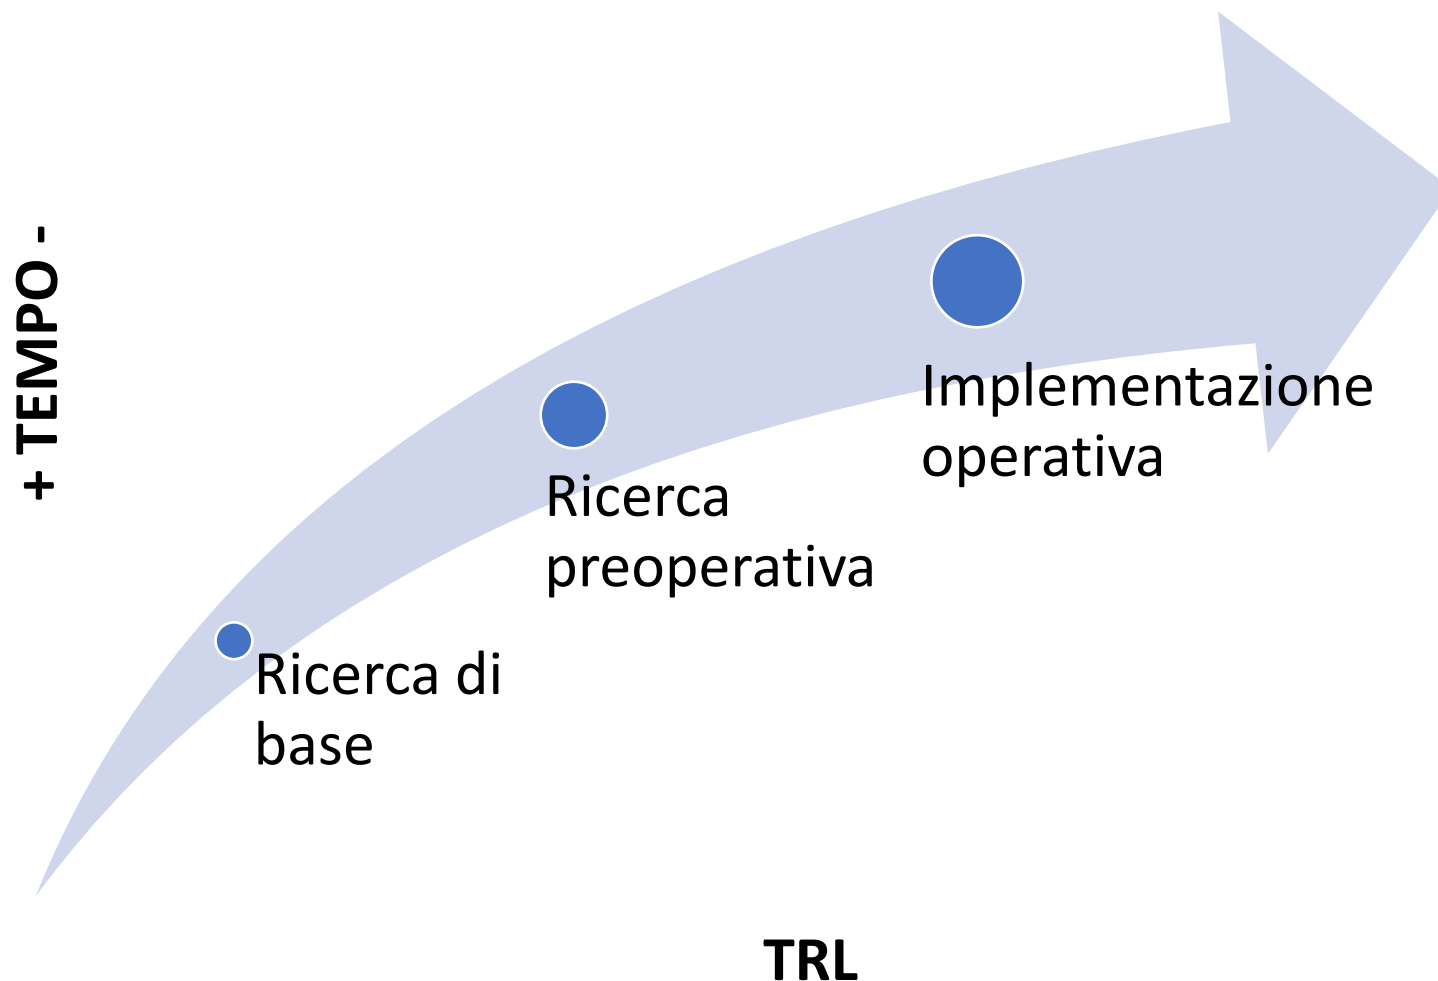 + TEMPO -
Implementazione
operativa
Ricerca
preoperativa
Ricerca di
base
TRL